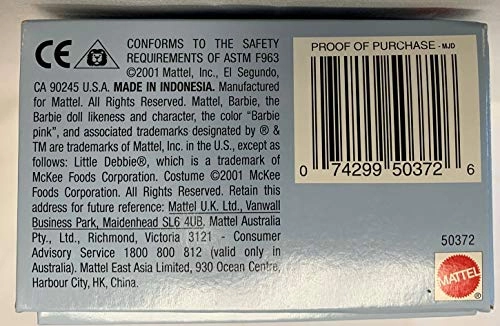 CE CONFORMS TO THE SAFETY
REQUIREMENTS OF ASTM F963
©2001 Mattel, Inc., El Segundo,
CA 90245 U.S.A. MADE IN INDONESIA. Manufactured
for Mattel. All Rights Reserved. Mattel, Barbie, the
Barbie doll likeness and character, the color "Barbie
pink", and associated trademarks designated by ® &
TM are trademarks of Mattel, Inc. in the U.S., except as
follows: Little Debbie®, which is a trademark of
McKee Foods Corporation. Costume ©2001 McKee
Foods Corporation. All Rights Reserved. Retain this
address for future reference: Mattel U.K. Ltd., Vanwall
Business Park, Maidenhead SL6 4UB. Mattel Australia
Pty., Ltd., Richmond, Victoria 3121 - Consumer
Advisory Service 1800 800 812 (valid only in
Australia). Mattel East Asia Limited, 930 Ocean Centre,
Harbour City, HK, China.
PROOF OF PURCHASE - MJD
0 74299 50372 6
50372
MATTEL